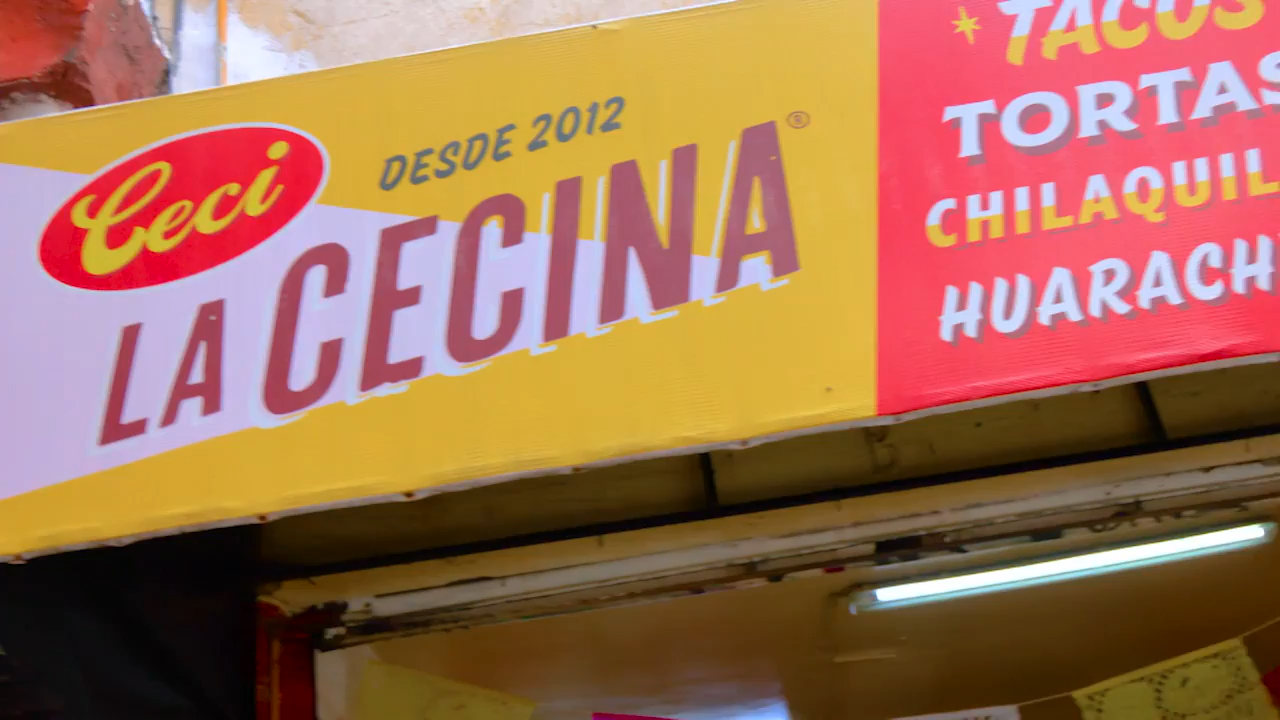 Ceci
DESDE 2012
LA CECINA®
TACOS
TORTAS
CHILAQUIL
HUARACH